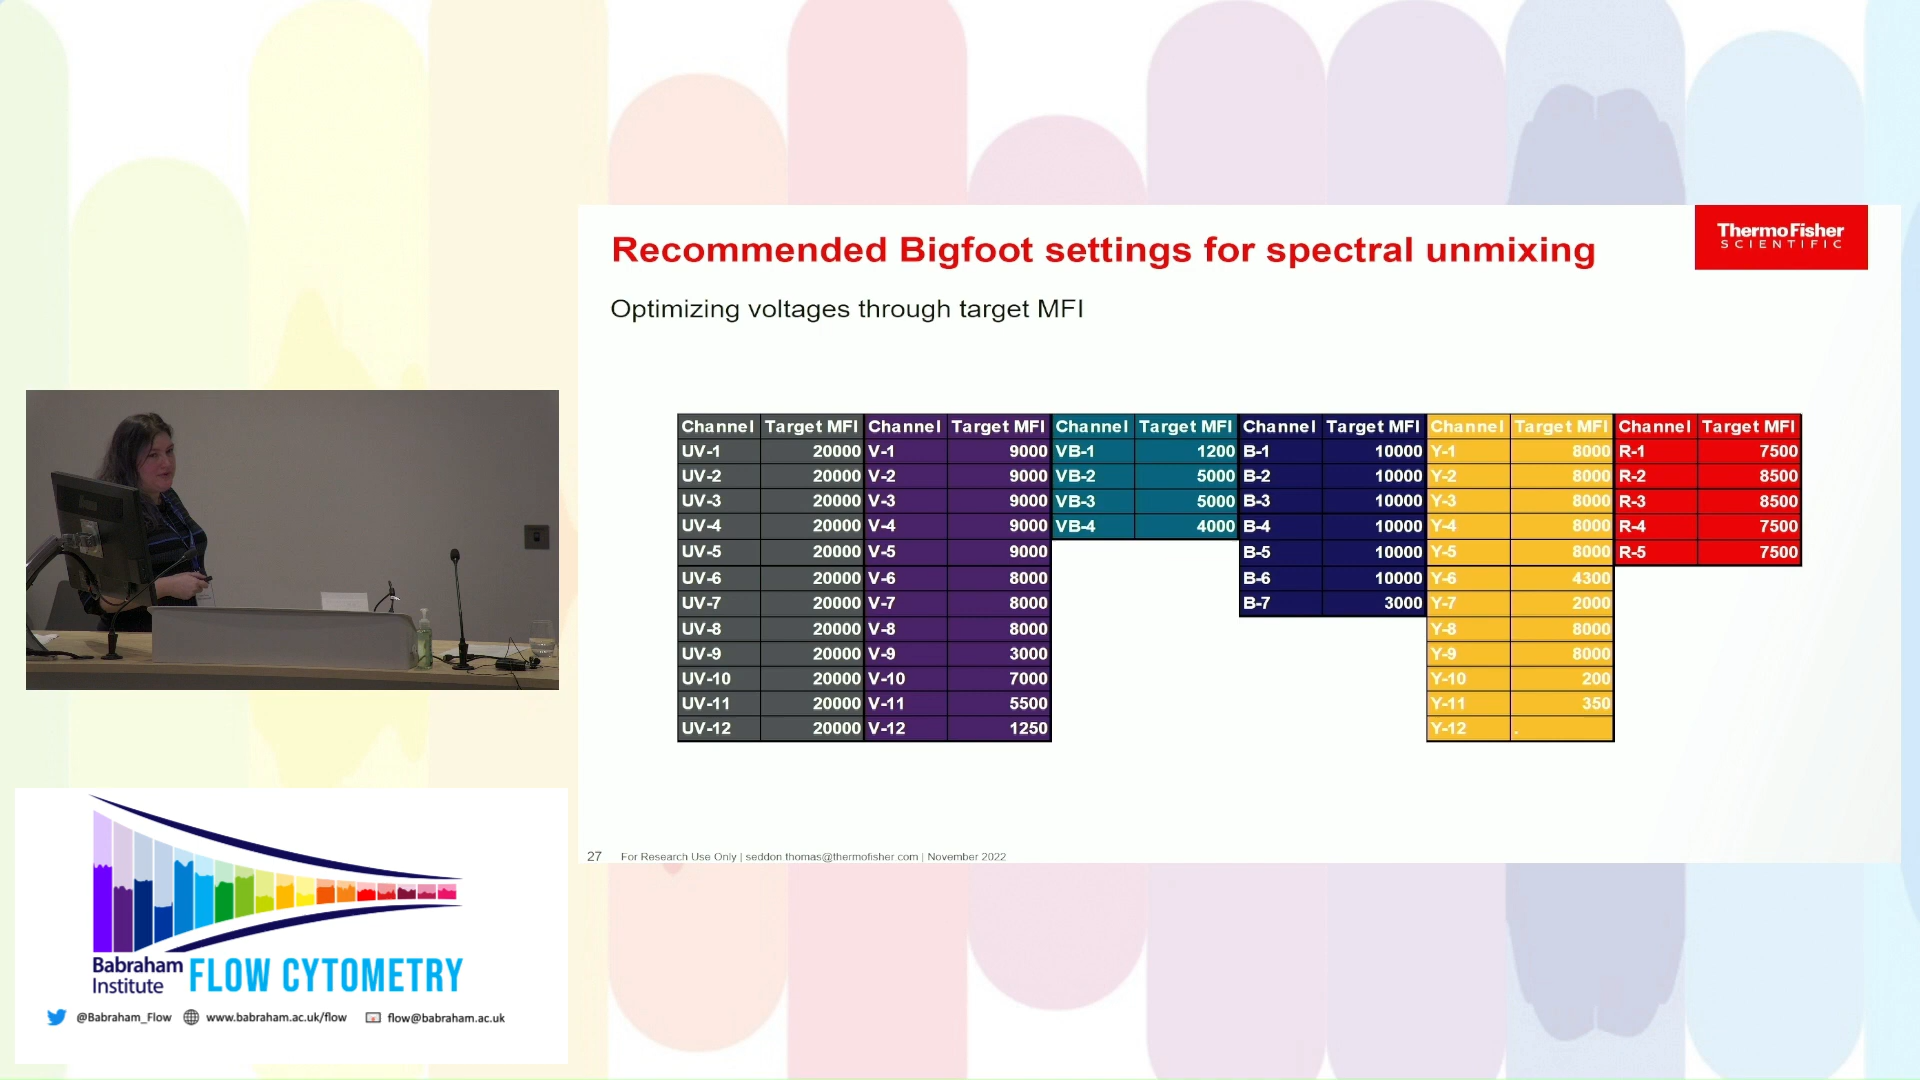 Recommended Bigfoot settings for spectral unmixing
ThermoFisher
SCIENTIFIC
Optimizing voltages through target MFI
Channel Target MFI Channel Target MFI Channel Target MFI Channel Target MFI Channel Target MFI Channel Target MFI
UV-1 20000 V-1 9000 VB-1 1200 B-1 10000 Y-1 8000 R-1 7500
UV-2 20000 V-2 9000 VB-2 5000 B-2 10000 Y-2 8000 R-2 8500
UV-3 20000 V-3 9000 VB-3 5000 B-3 10000 Y-3 8000 R-3 8500
UV-4 20000 V-4 9000 VB-4 4000 B-4 10000 Y-4 8000 R-4 7500
UV-5 20000 V-5 9000 B-5 10000 Y-5 8000 R-5 7500
UV-6 20000 V-6 8000 B-6 10000 Y-6 4300
UV-7 20000 V-7 8000 B-7 3000 Y-7 2000
UV-8 20000 V-8 8000 Y-8 8000
UV-9 20000 V-9 3000 Y-9 8000
UV-10 20000 V-10 7000 Y-10 200
UV-11 20000 V-11 5500 Y-11 350
UV-12 20000 V-12 1250 Y-12 .
27 For Research Use Only | seddon.thomas@thermofisher.com | November 2022
Babraham
Institute
FLOW CYTOMETRY
@Babraham_Flow www.babraham.ac.uk/flow flow@babraham.ac.uk